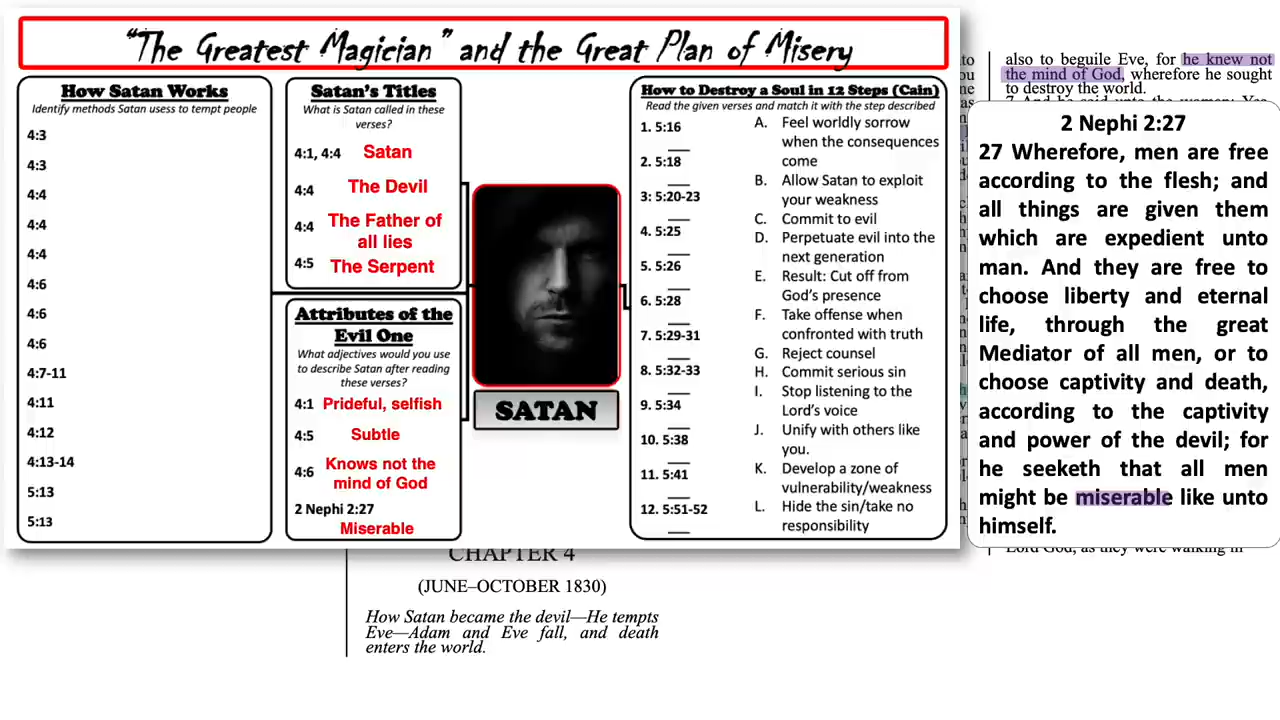 "The Greatest Magician" and the Great Plan of Misery
How Satan Works
Identify methods Satan usess to tempt people
4:3
4:3
4:4
4:4
4:4
4:6
4:6
4:6
4:7-11
4:11
4:12
4:13-14
5:13
5:13
Satan's Titles
What is Satan called in these
verses?
4:1, 4:4 Satan
4:4 The Devil
4:4 The Father of
all lies
4:5 The Serpent
Attributes of the
Evil One
What adjectives would you use
to describe Satan after reading
these verses?
4:1 Prideful, selfish
4:5 Subtle
4:6 Knows not the
mind of God
2 Nephi 2:27
Miserable
SATAN
How to Destroy a Soul in 12 Steps (Cain)
Read the given verses and match it with the step described
1. 5:16
2. 5:18
3: 5:20-23
4. 5:25
5. 5:26
6. 5:28
7. 5:29-31
8. 5:32-33
9. 5:34
10. 5:38
11. 5:41
12. 5:51-52
A. Feel worldly sorrow
when the consequences
come
B. Allow Satan to exploit
your weakness
C. Commit to evil
D. Perpetuate evil into the
next generation
E. Result: Cut off from
God's presence
F. Take offense when
confronted with truth
G. Reject counsel
H. Commit serious sin
I. Stop listening to the
Lord's voice
J. Unify with others like
you.
K. Develop a zone of
vulnerability/weakness
L. Hide the sin/take no
responsibility
also to beguile Eve, for he knew not
the mind of God, wherefore he sought
to destroy the world.
2 Nephi 2:27
27 Wherefore, men are free
according to the flesh; and
all things are given them
which are expedient unto
man. And they are free to
choose liberty and eternal
life, through the great
Mediator of all men, or to
choose captivity and death,
according to the captivity
and power of the devil; for
he seeketh that all men
might be miserable like unto
himself.
Lord God, as they were walking in
CHAPTER 4
(JUNE–OCTOBER 1830)
How Satan became the devil—He tempts
Eve—Adam and Eve fall, and death
enters the world.